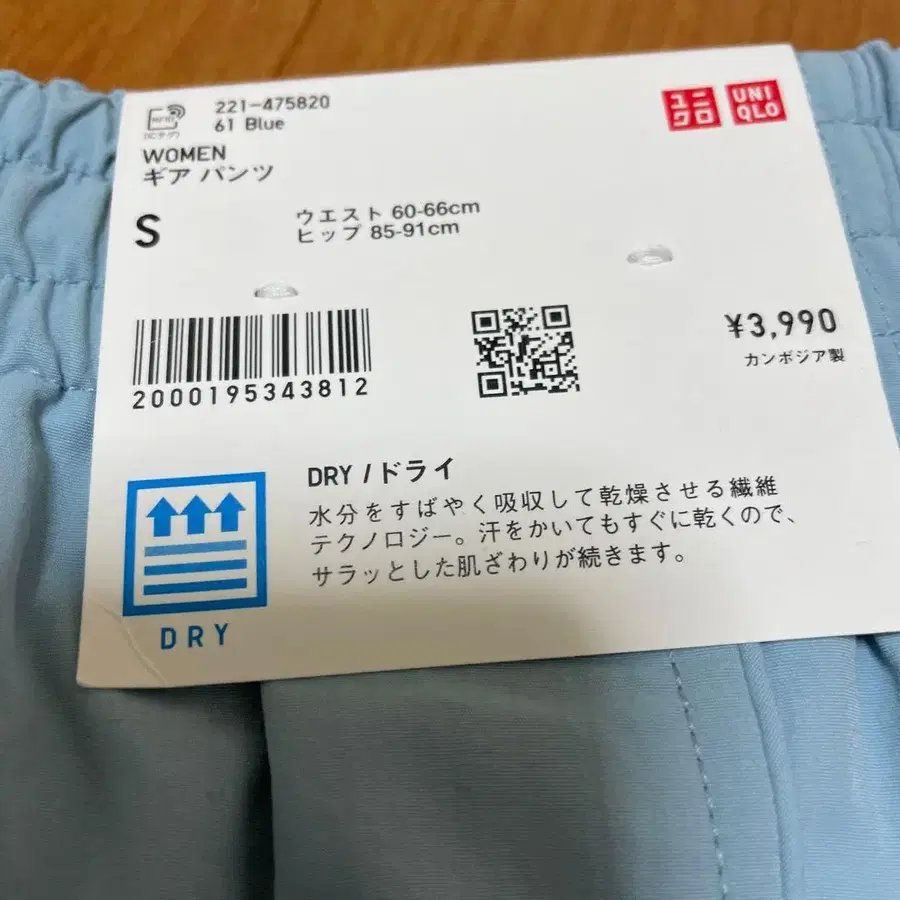 RFID
(ICタグ)
221-475820
61 Blue
WOMEN
ギア パンツ
ユニ
クロ
UNI
QLO
S
ウエスト 60-66cm
ヒップ 85-91cm
2000195343812
¥3,990
カンボジア製
DRY
DRY / ドライ
水分をすばやく吸収して乾燥させる繊維
テクノロジー。汗をかいてもすぐに乾くので、
サラッとした肌ざわりが続きます。